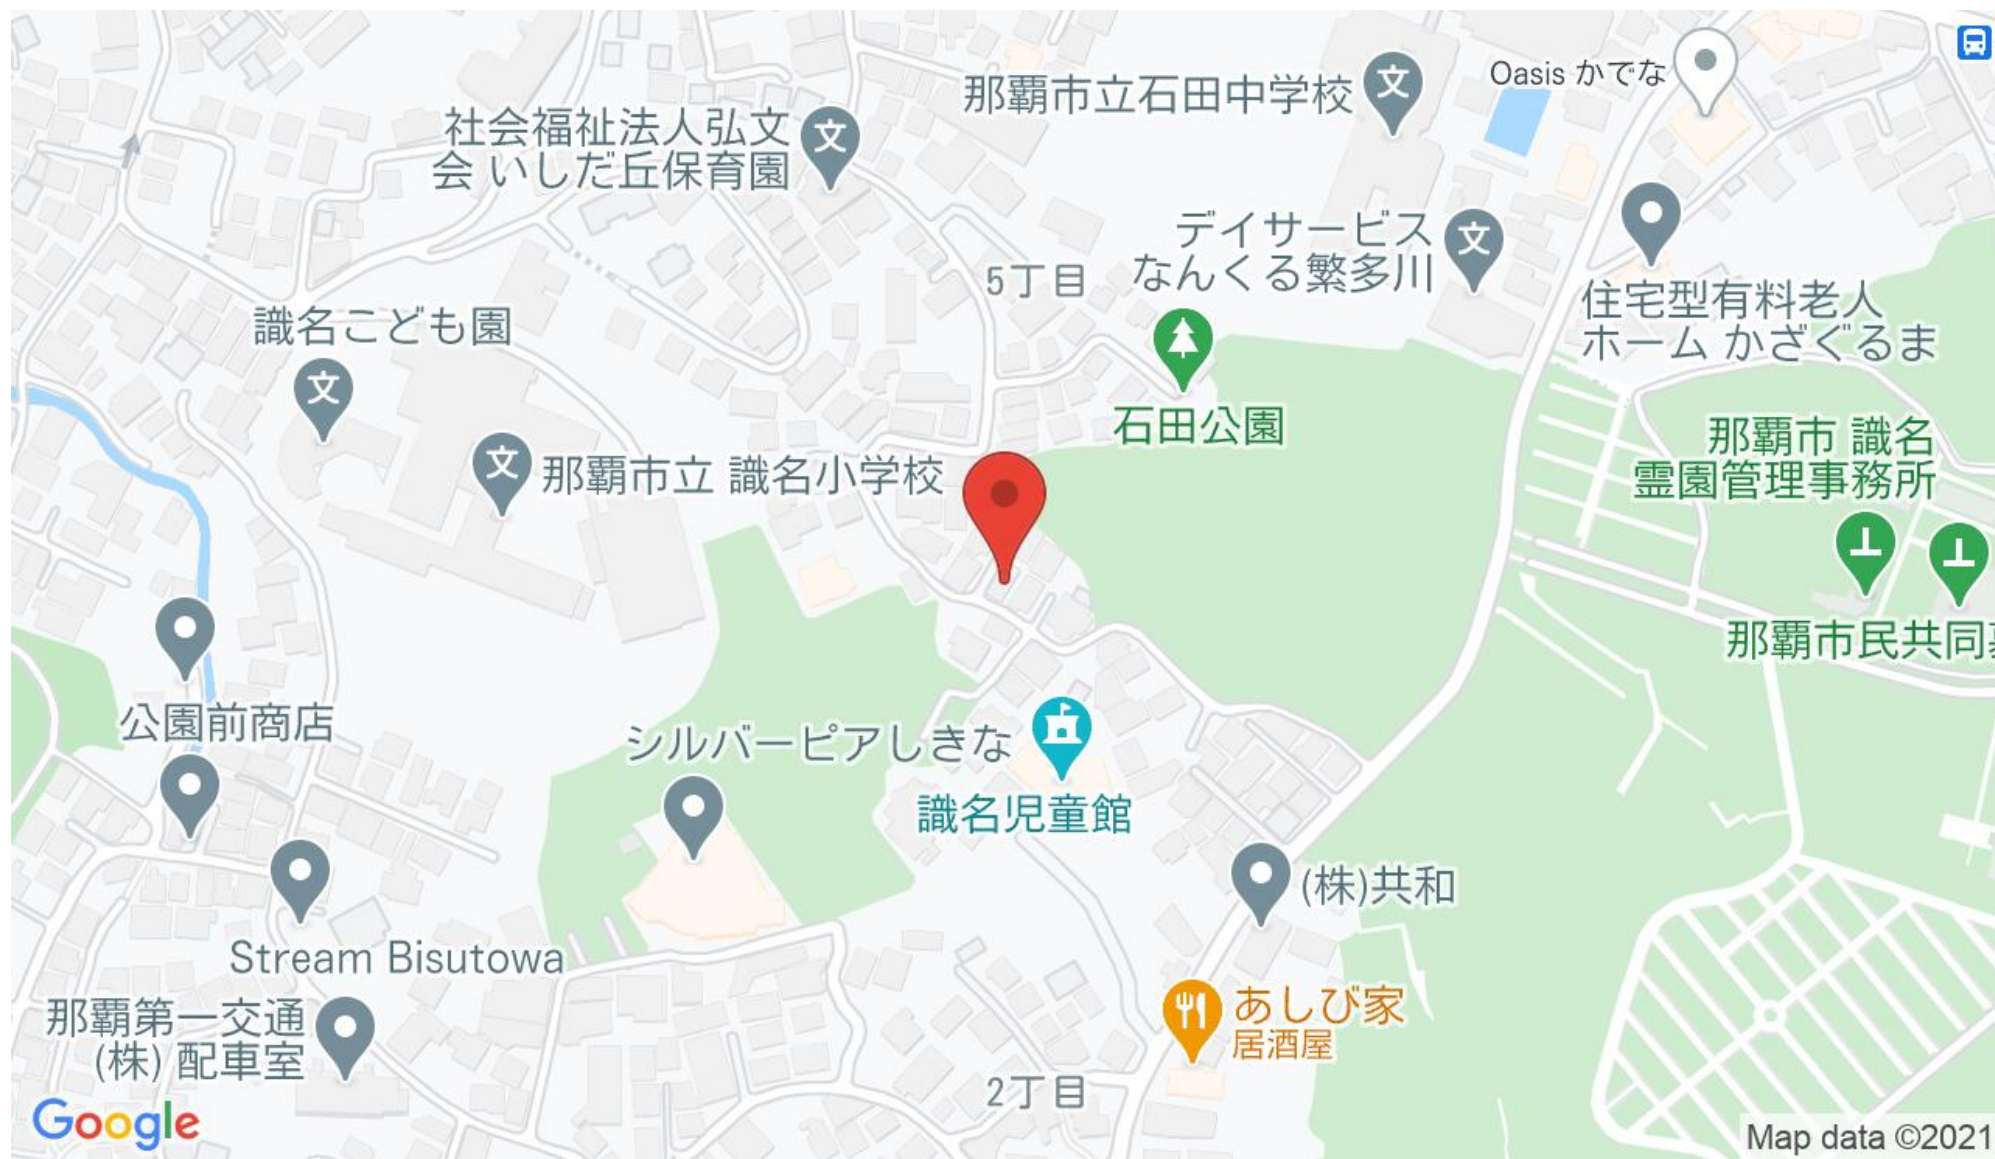 Oasis かてな
那覇市立石田中学校
文
社会福祉法人弘文
会 いしだ丘保育園
文
デイサービス
なんくる繁多川
文
5丁目
住宅型有料老人
ホーム かざぐるま
識名こども園
文
石田公園
那覇市 識名
霊園管理事務所
文
那覇市立 識名小学校
那覇市民共同
公園前商店
シルバーピアしきな
識名児童館
(株)共和
Stream Bisutowa
あしび家
居酒屋
那覇第一交通
(株) 配車室
2丁目
Google
Map data ©2021